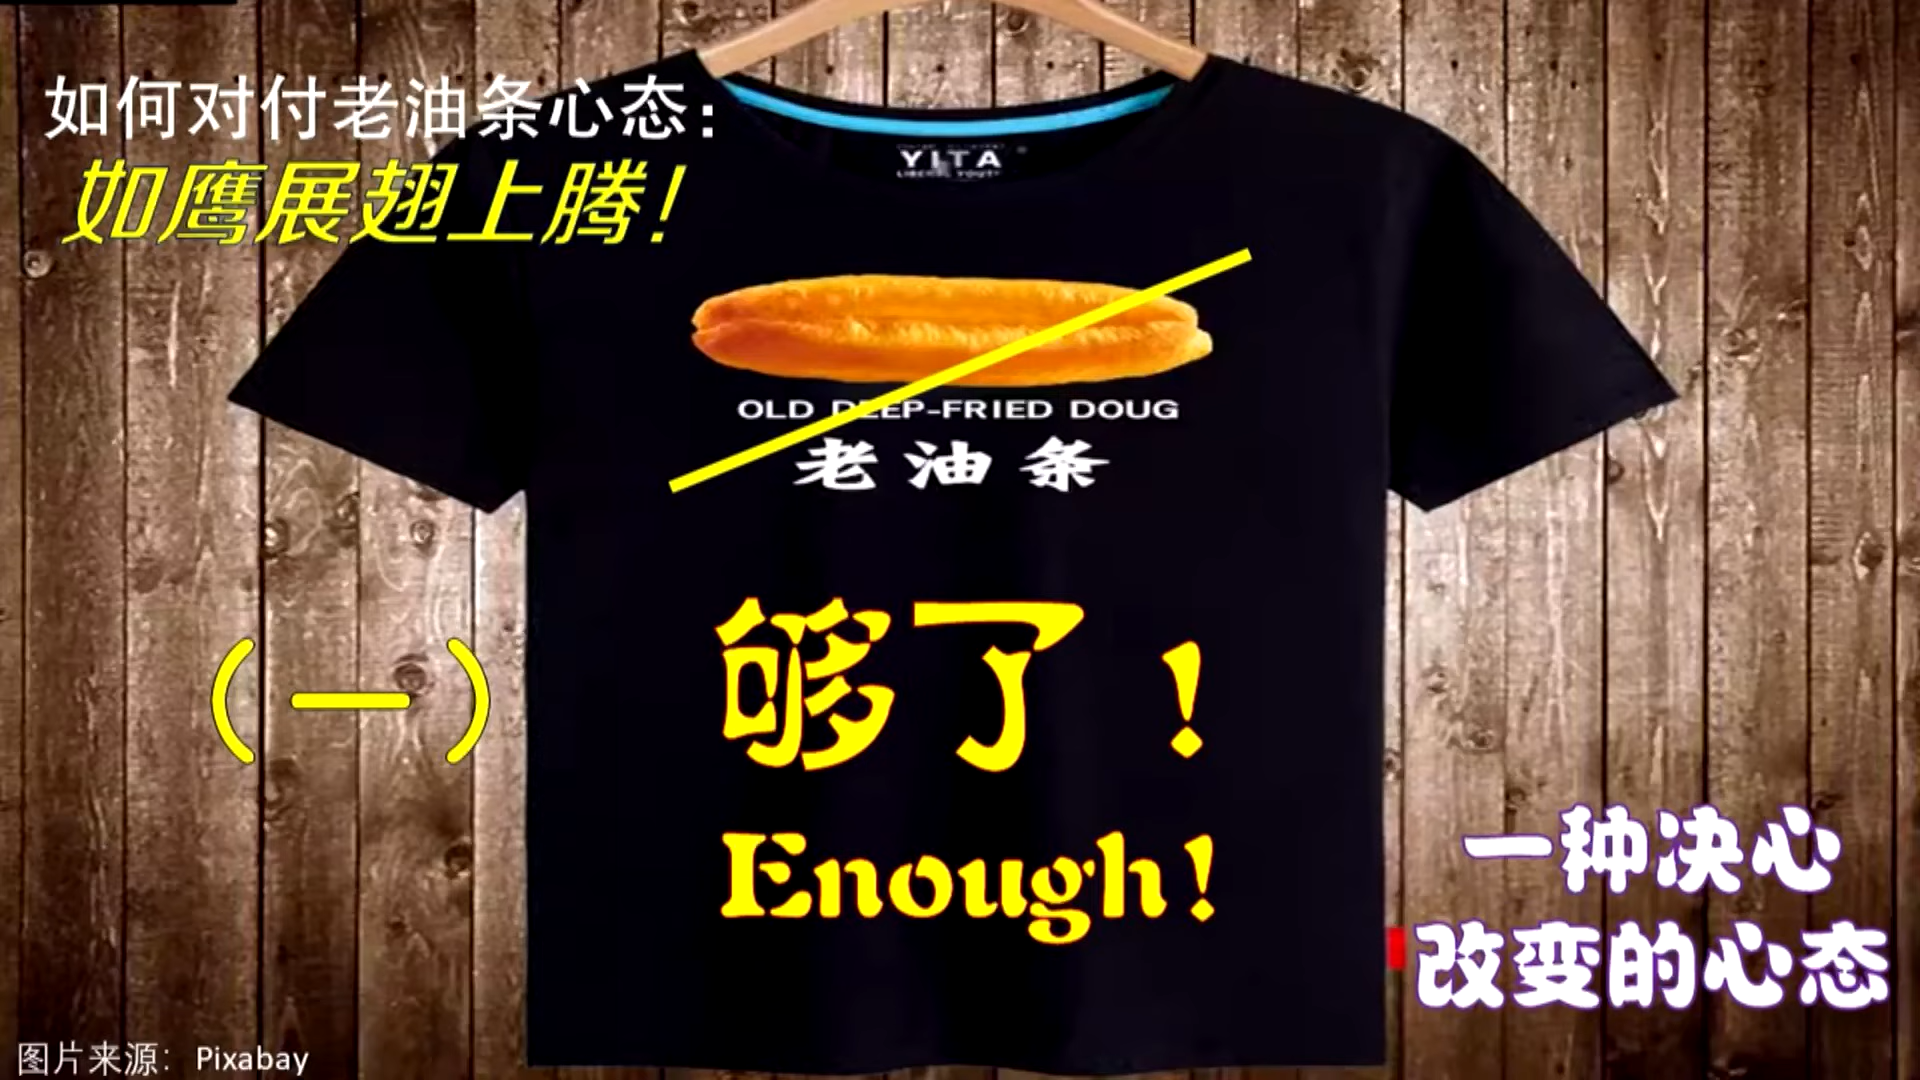 如何对付老油条心态：
如鹰展翅上腾！
YITA
OLD DEEP-FRIED DOUG
老油条
够了！
（一）
Enough!
一种决心
改变的心态
图片来源：Pixabay